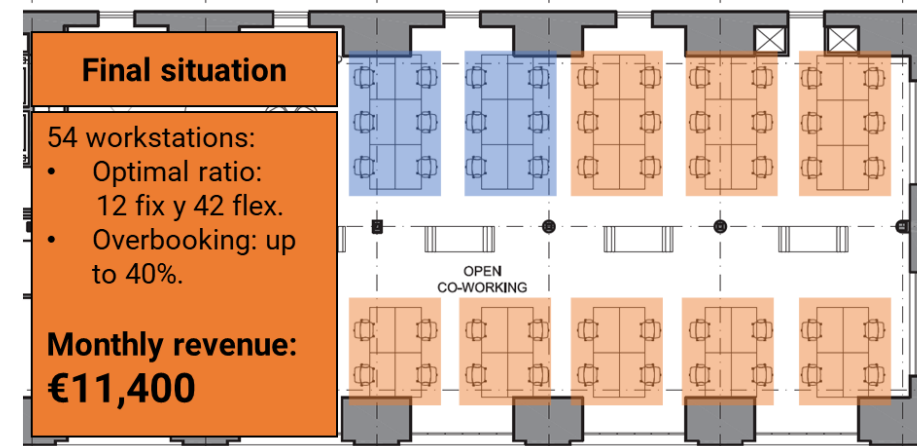 Final situation
54 workstations:
• Optimal ratio:
12 fix y 42 flex.
• Overbooking: up
to 40%.
Monthly revenue:
€11,400
OPEN
CO-WORKING